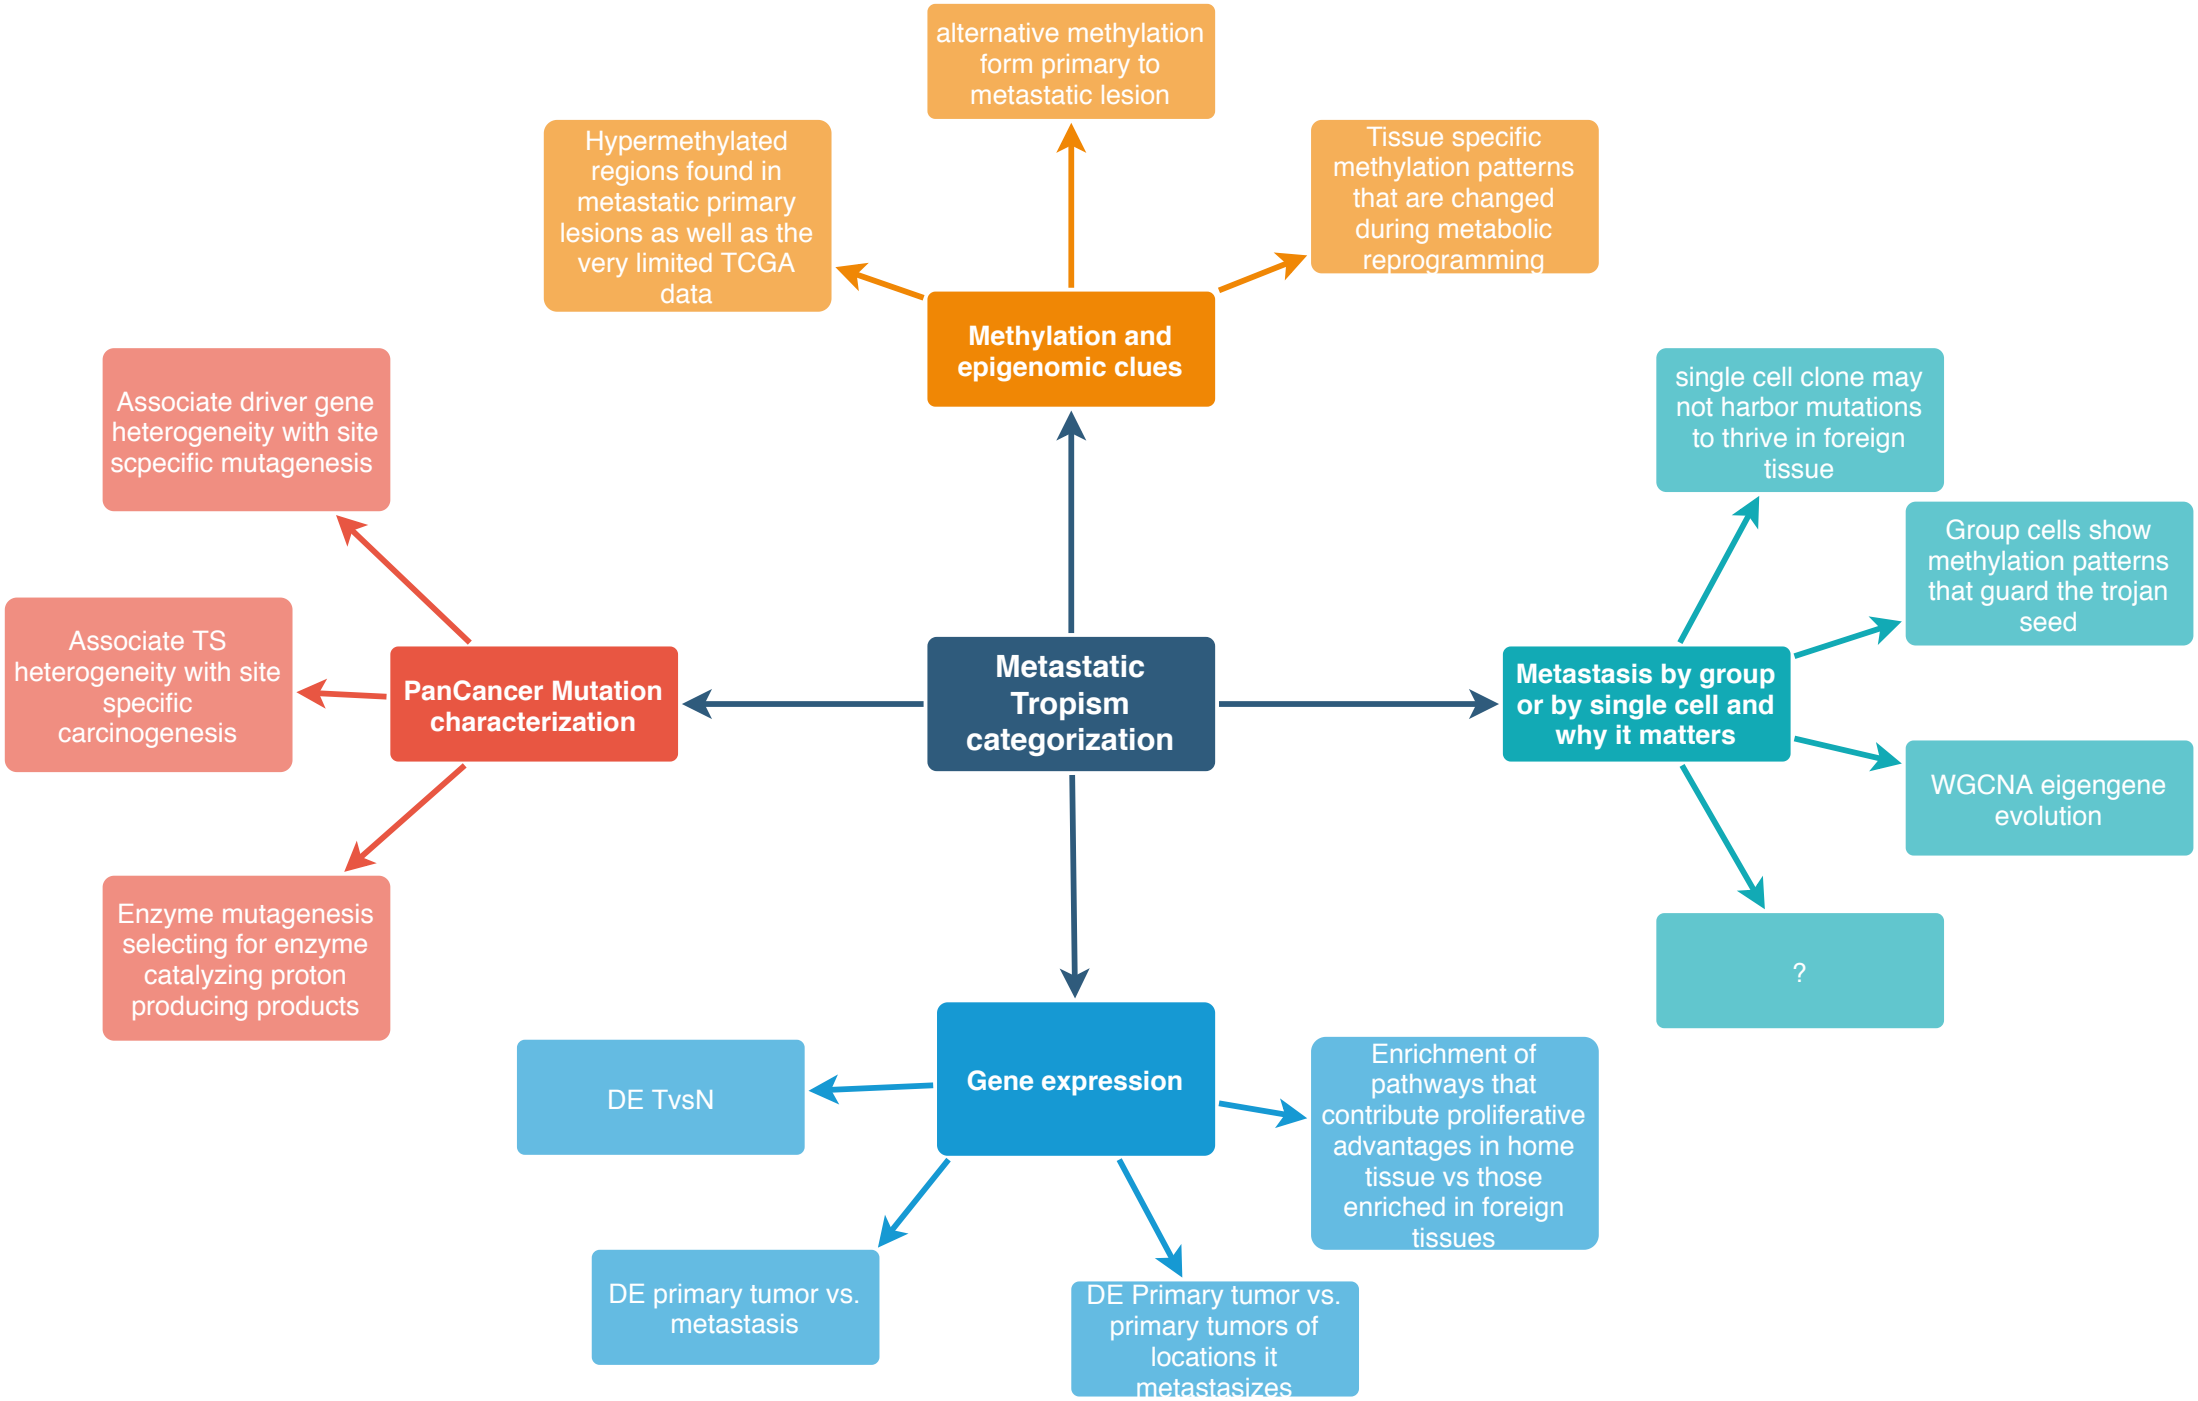 alternative methylation
form primary to
metastatic lesion
Hypermethylated
regions found in
metastatic primary
lesions as well as the
very limited TCGA
data
Tissue specific
methylation patterns
that are changed
during metabolic
reprogramming
Methylation and
epigenomic clues
Associate driver gene
heterogeneity with site
scpecific mutagenesis
single cell clone may
not harbor mutations
to thrive in foreign
tissue
Group cells show
methylation patterns
that guard the trojan
seed
Associate TS
heterogeneity with site
specific
carcinogenesis
PanCancer Mutation
characterization
Metastatic
Tropism
categorization
Metastasis by group
or by single cell and
why it matters
WGCNA eigengene
evolution
Enzyme mutagenesis
selecting for enzyme
catalyzing proton
producing products
?
Gene expression
DE TvsN
Enrichment of
pathways that
contribute proliferative
advantages in home
tissue vs those
enriched in foreign
tissues
DE primary tumor vs.
metastasis
DE Primary tumor vs.
primary tumors of
locations it
metastasizes